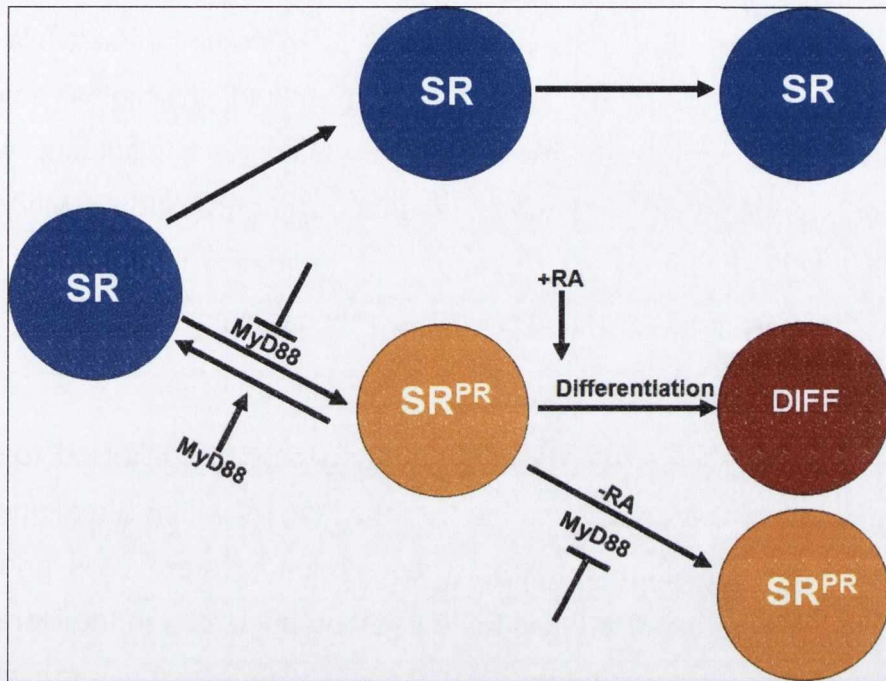 SR
SR
SR
MyD88
MyD88
SR^PR
+RA
Differentiation
DIFF
-RA
MyD88
SR^PR